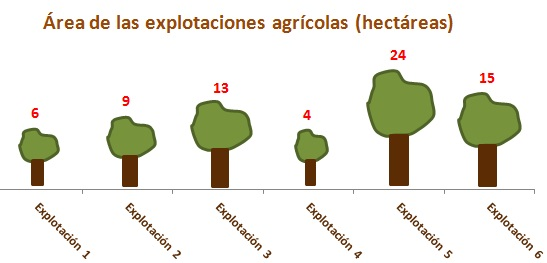 Área de las explotaciones agrícolas (hectáreas)
6
9
13
4
24
15
Explotación 1
Explotación 2
Explotación 3
Explotación 4
Explotación 5
Explotación 6